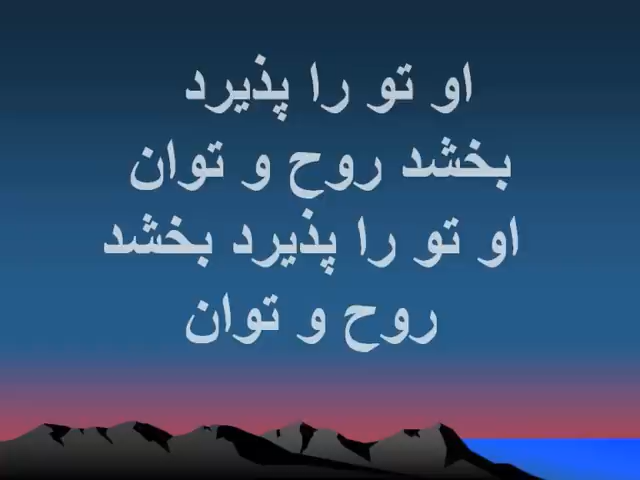 او تو را پذیرد
بخشد روح و توان
او تو را پذیرد بخشد
روح و توان